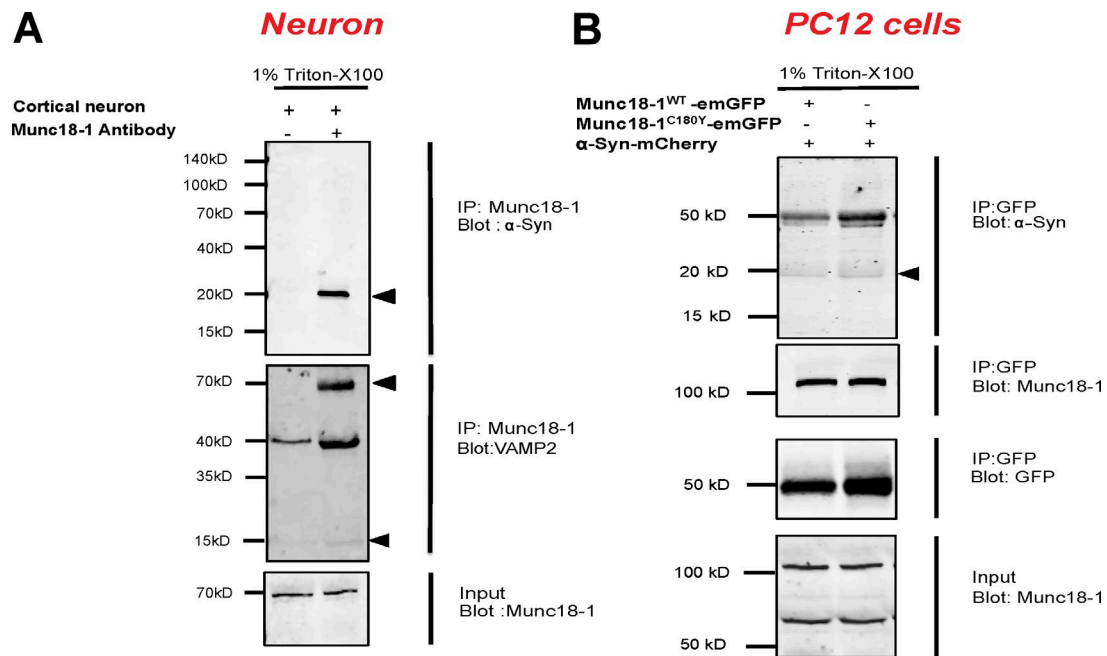 A
Neuron
1% Triton-X100
Cortical neuron + +
Munc18-1 Antibody - +
140kD
100kD
70kD
40kD
20kD
15kD
IP: Munc18-1
Blot : α-Syn
70kD
40kD
35kD
15kD
IP: Munc18-1
Blot:VAMP2
70kD
Input
Blot :Munc18-1
B
PC12 cells
1% Triton-X100
Munc18-1WT -emGFP + -
Munc18-1C180Y-emGFP - +
α-Syn-mCherry + +
50 kD
20 kD
15 kD
IP:GFP
Blot: α-Syn
100 kD
IP:GFP
Blot: Munc18-1
50 kD
IP:GFP
Blot: GFP
100 kD
50 kD
Input
Blot: Munc18-1